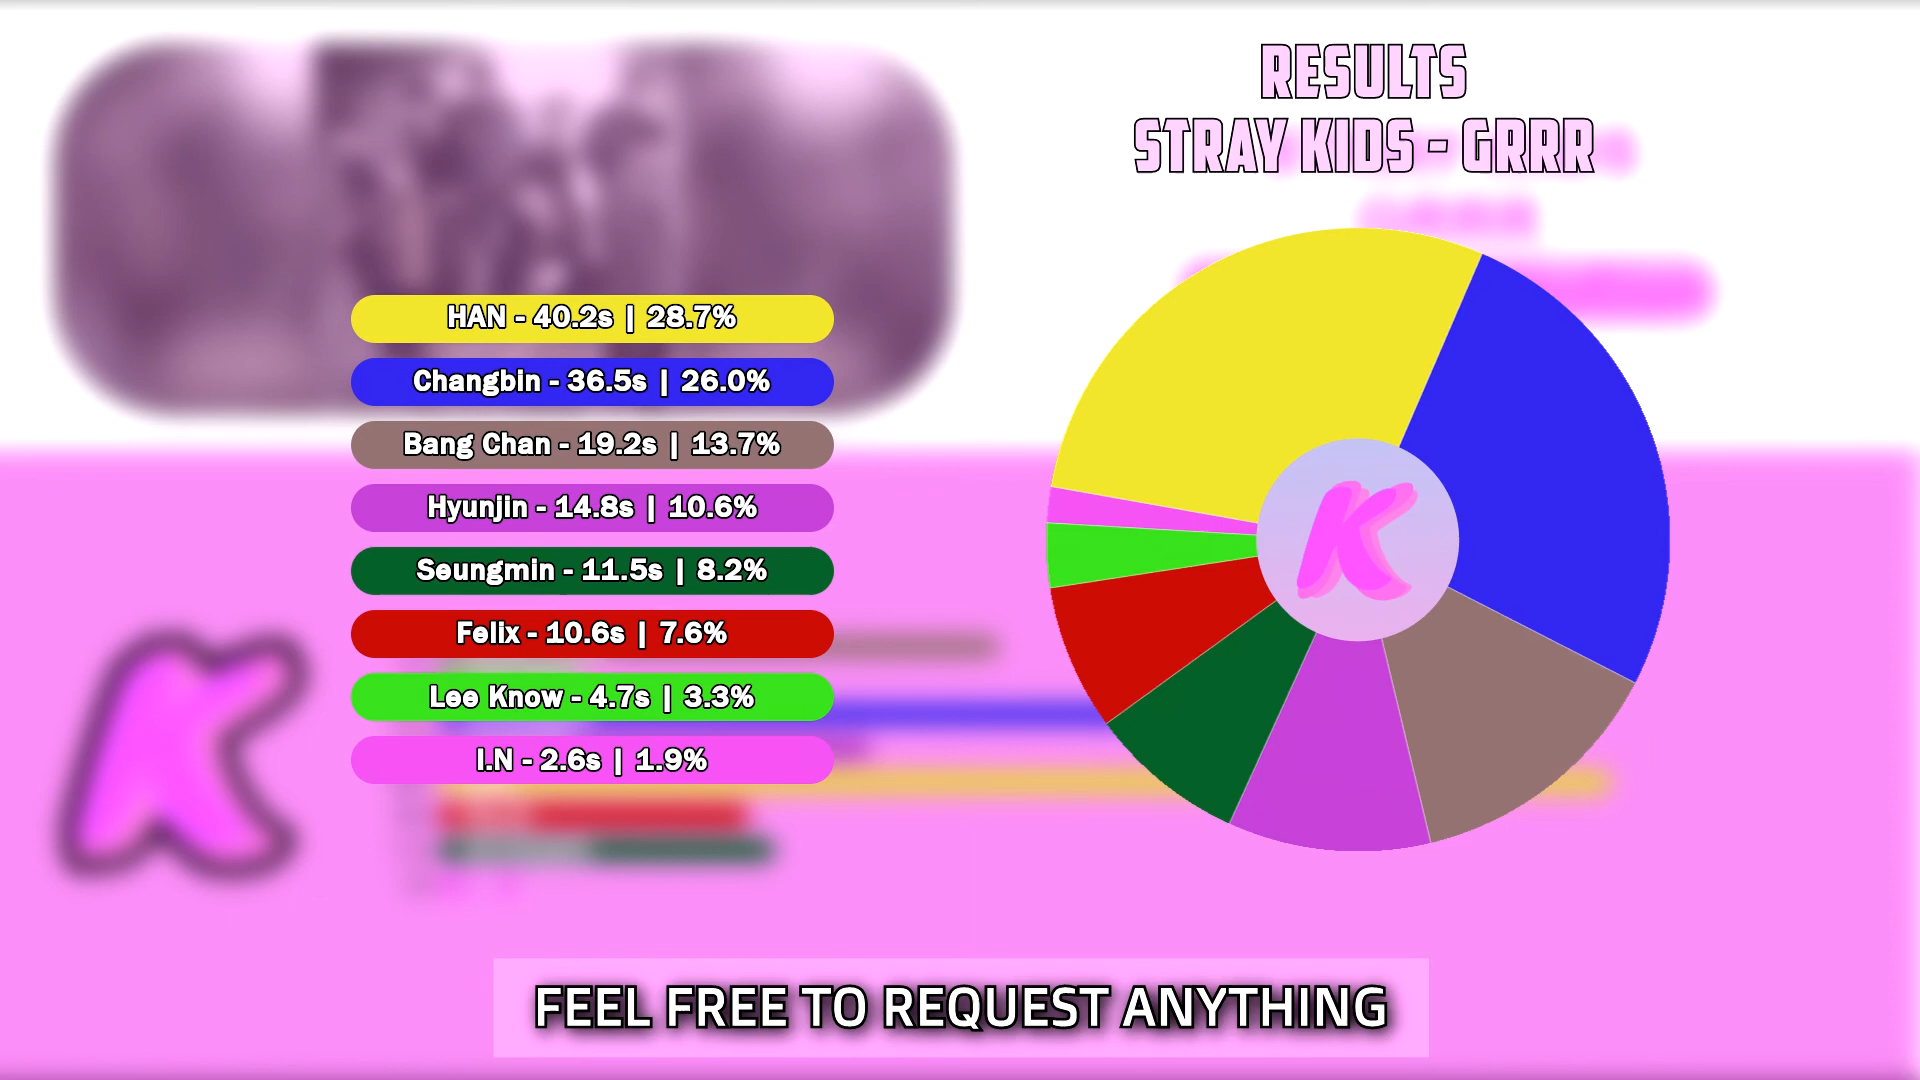 RESULTS
STRAY KIDS - GRRR
HAN - 40.2s | 28.7%
Changbin - 36.5s | 26.0%
Bang Chan - 19.2s | 13.7%
Hyunjin - 14.8s | 10.6%
Seungmin - 11.5s | 8.2%
Felix - 10.6s | 7.6%
Lee Know - 4.7s | 3.3%
I.N - 2.6s | 1.9%
K
K
FEEL FREE TO REQUEST ANYTHING